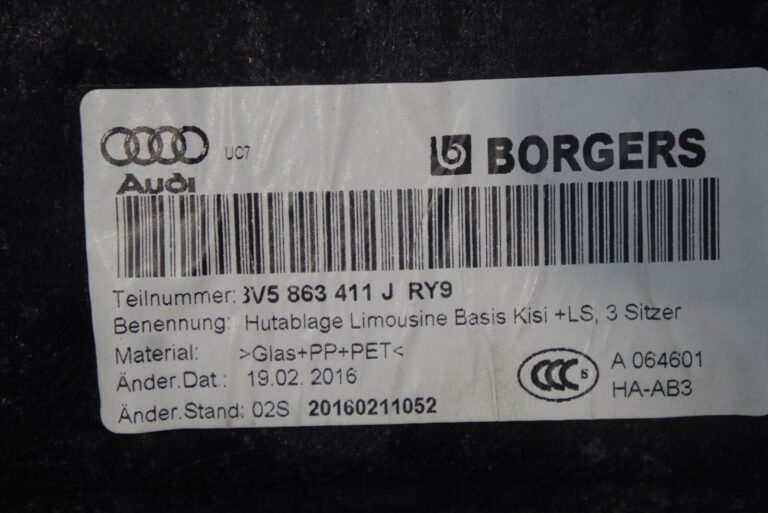 UC7
BORGERS
Audi
Teilnummer: 8V5 863 411 J RY9
Benennung: Hutablage Limousine Basis Kisi +LS, 3 Sitzer
Material: >Glas+PP+PET<
Änder.Dat.: 19.02. 2016
Änder.Stand: 02S 20160211052
CCC S
A 064601
HA-AB3